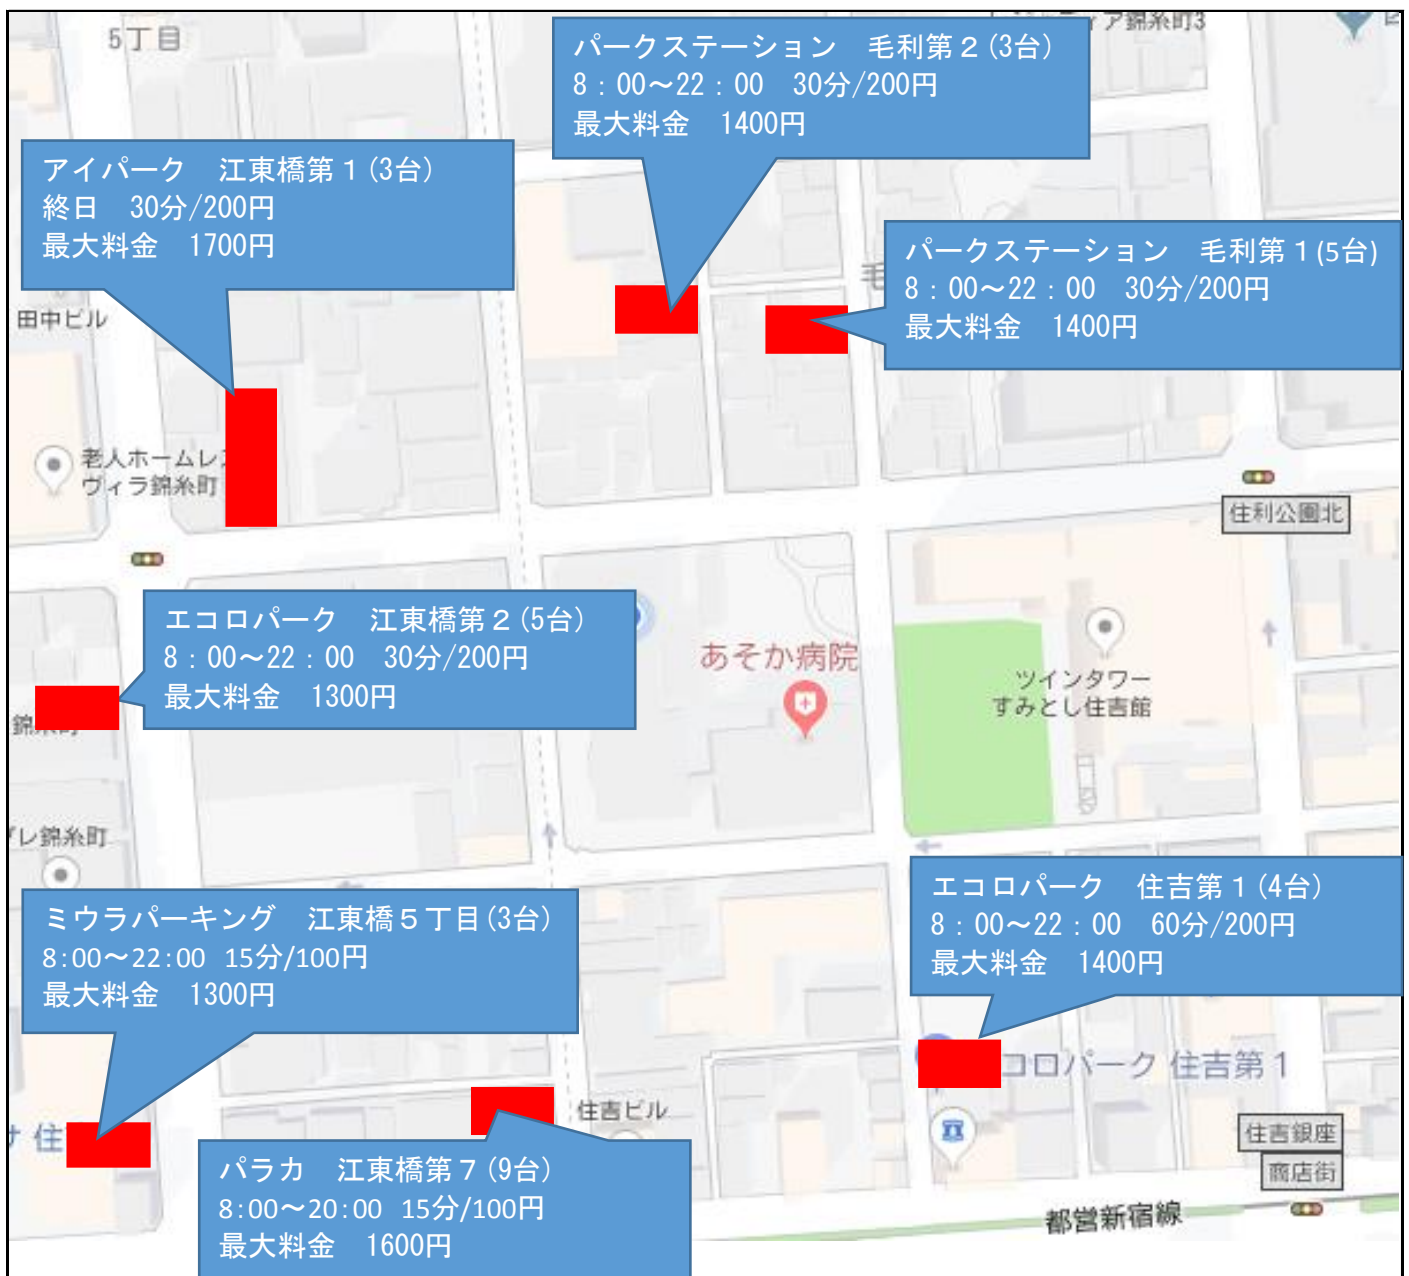 5丁目
ィア錦糸町3
パークステーション　毛利第２(3台)
8：00～22：00　30分/200円
最大料金　1400円
アイパーク　江東橋第１(3台)
終日　30分/200円
最大料金　1700円
パークステーション　毛利第１(5台)
8：00～22：00　30分/200円
最大料金　1400円
毛
田中ビル
老人ホームレ
ヴィラ錦糸町
住利公園北
エコロパーク　江東橋第２(5台)
8：00～22：00　30分/200円
最大料金　1300円
あそか病院
ツインタワー
すみとし住吉館
レ錦糸町
ミウラパーキング　江東橋５丁目(3台)
8:00～22:00 15分/100円
最大料金　1300円
エコロパーク　住吉第１(4台)
8：00～22：00　60分/200円
最大料金　1400円
コロパーク 住吉第1
住吉ビル
住
パラカ　江東橋第７(9台)
8:00～20:00 15分/100円
最大料金　1600円
住吉銀座
商店街
都営新宿線